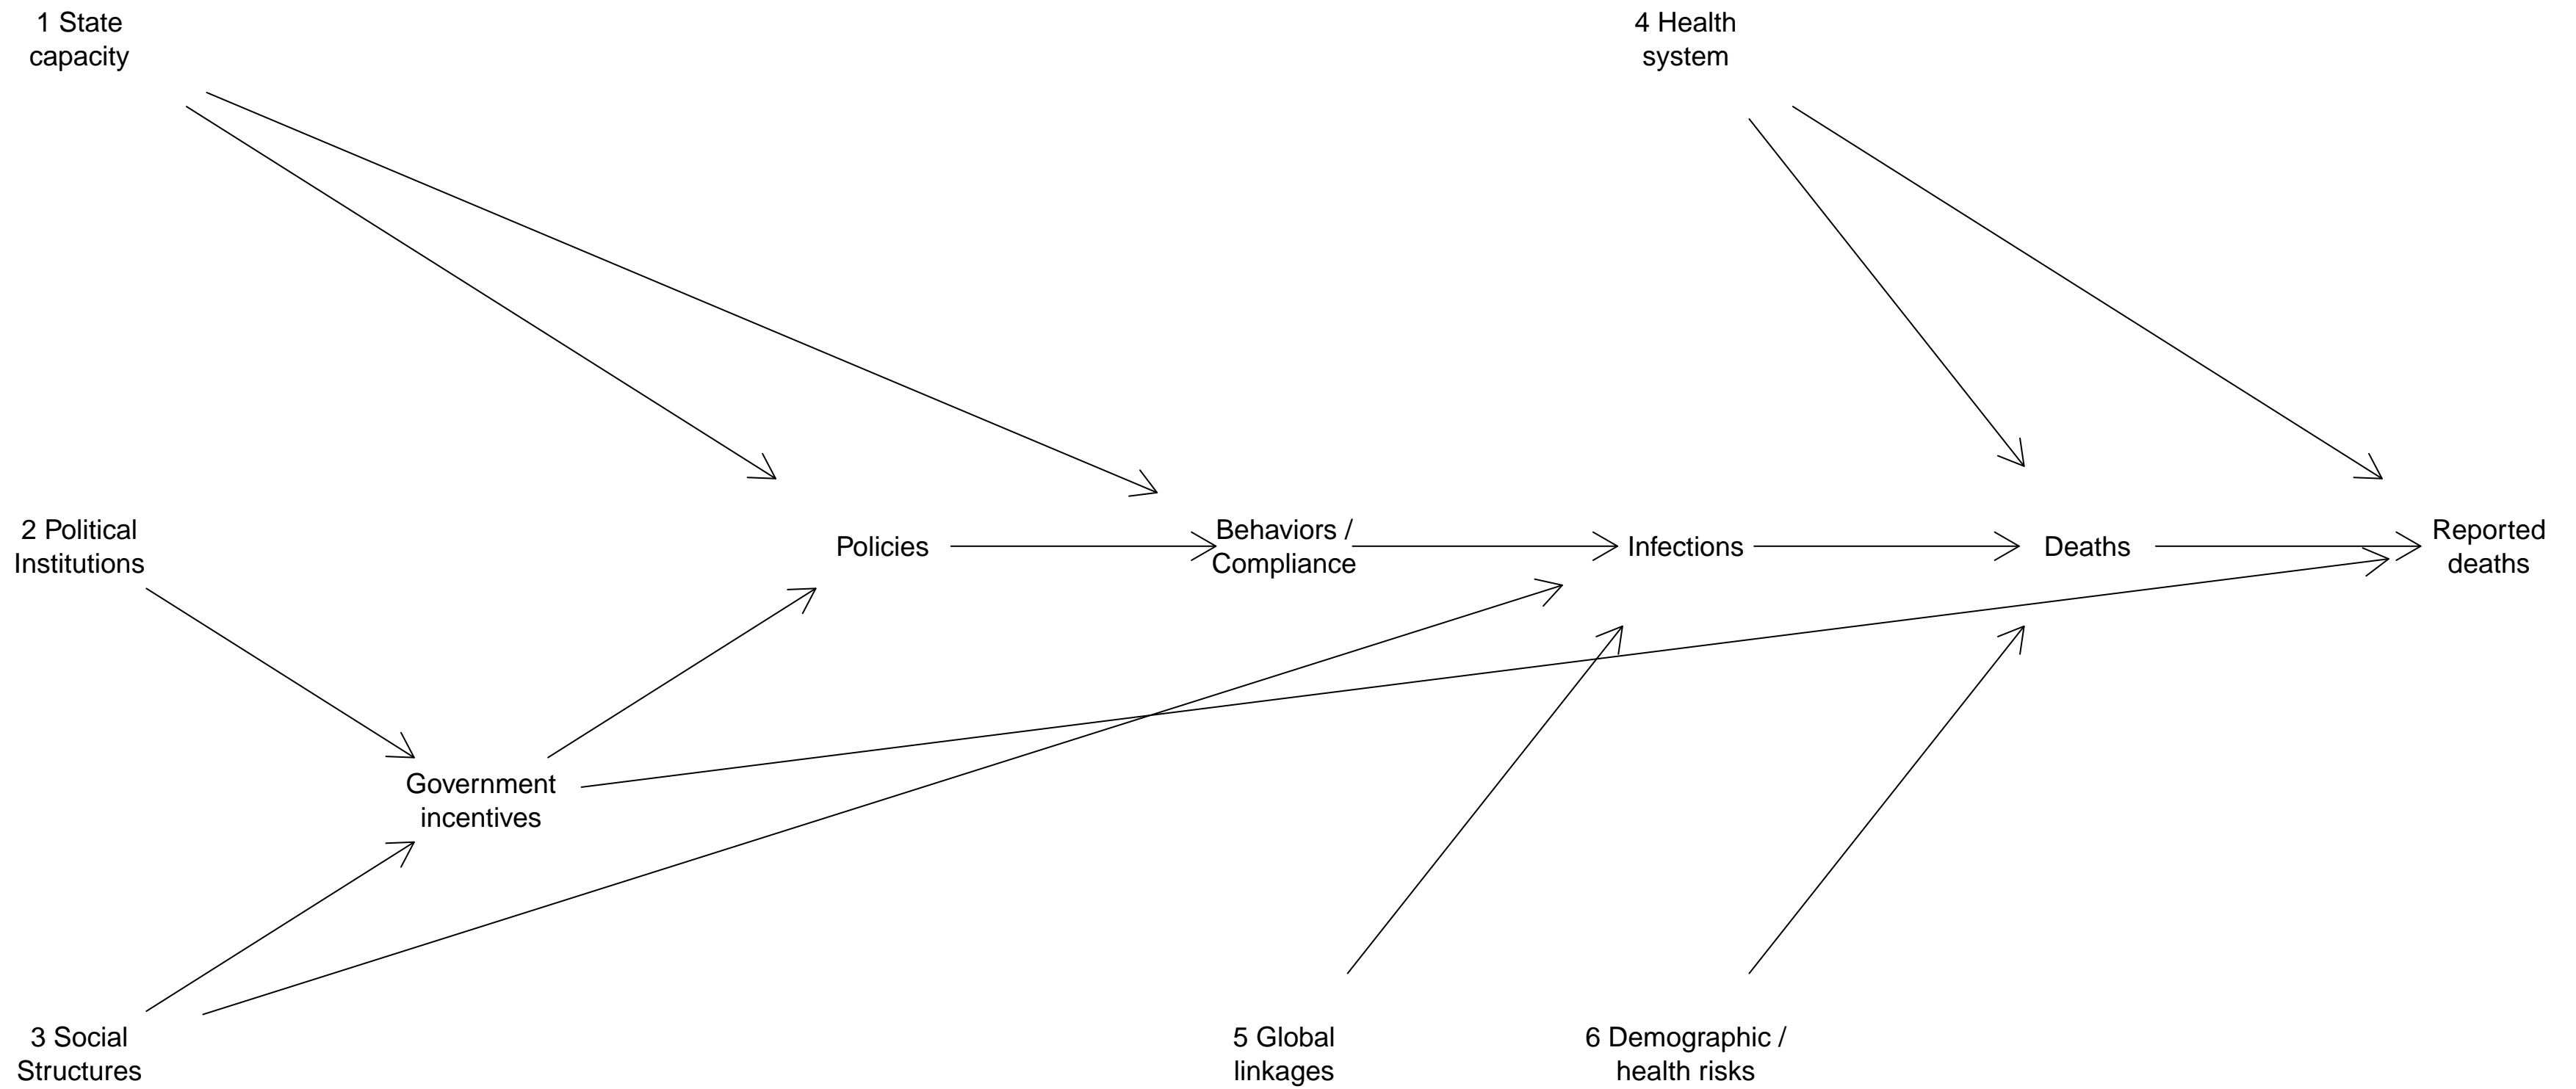 1 State
capacity
4 Health
system
2 Political
Institutions
Policies
Behaviors /
Compliance
Infections
Deaths
Reported
deaths
Government
incentives
3 Social
Structures
5 Global
linkages
6 Demographic /
health risks